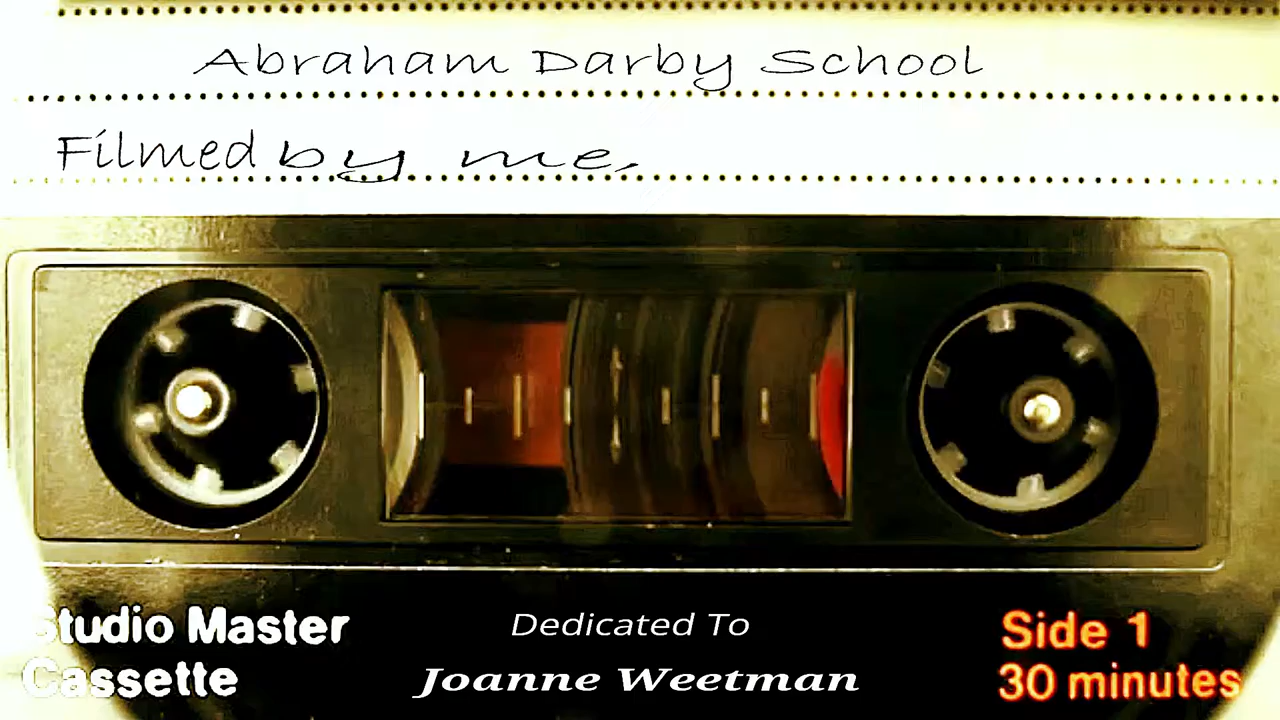 Abraham Darby School
Filmed by me.
Studio Master
Cassette
Dedicated To
Joanne Weetman
Side 1
30 minutes